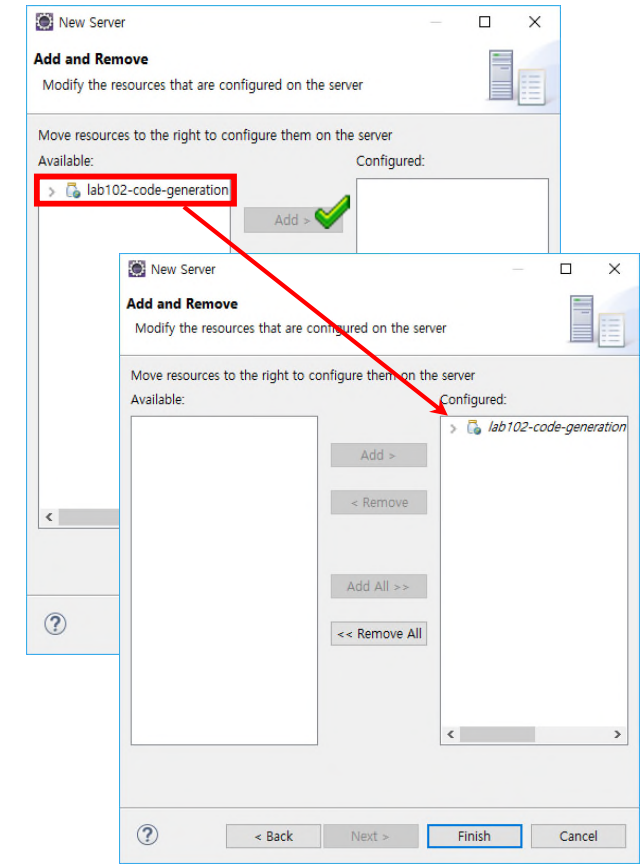 New Server
Add and Remove
Modify the resources that are configured on the server
Move resources to the right to configure them on the server
Available:
Configured:
lab102-code-generation
Add >
New Server
Add and Remove
Modify the resources that are configured on the server
Move resources to the right to configure them on the server
Available:
Configured:
lab102-code-generation
Add >
< Remove
Add All >>
<< Remove All
< Back
Next >
Finish
Cancel